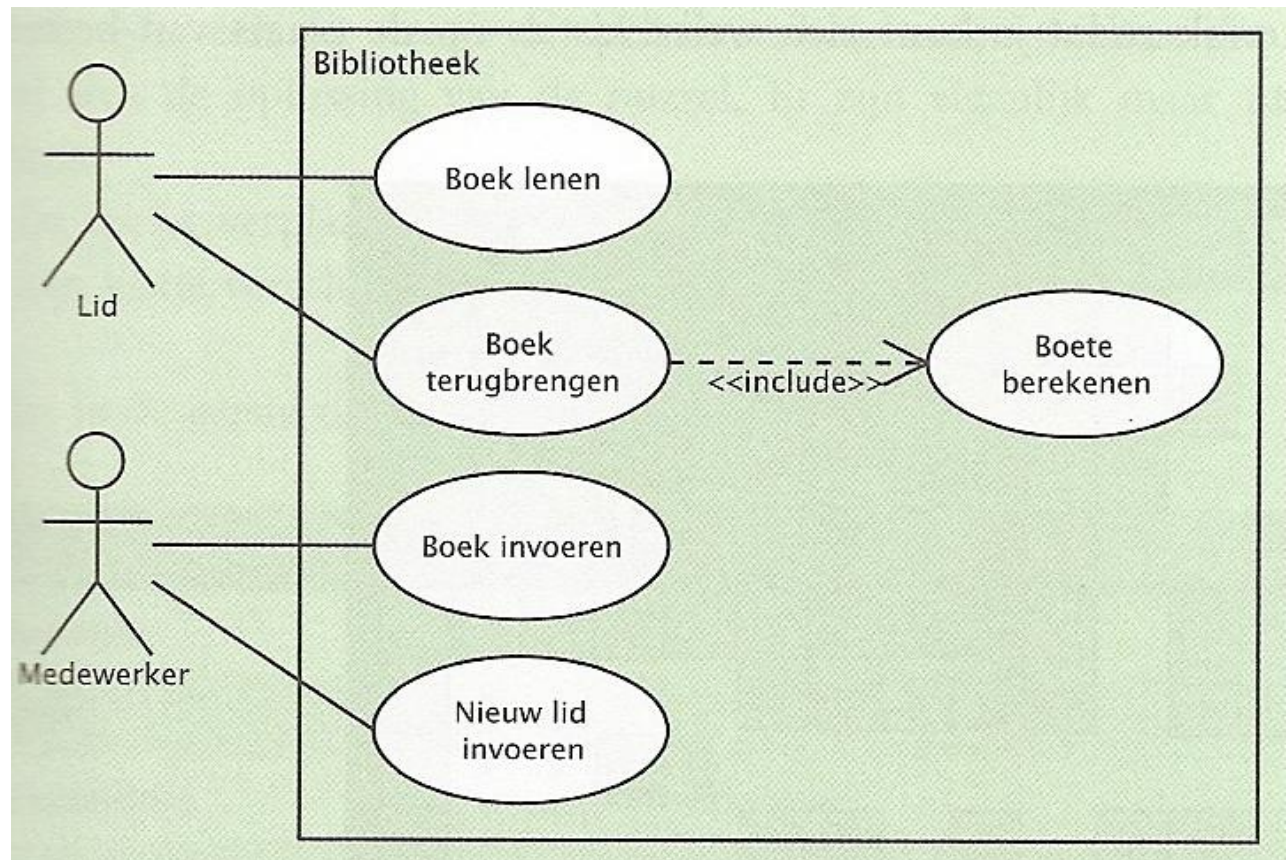 Bibliotheek
Boek lenen
Lid
Boek
terugbrengen
<<include>>
Boete
berekenen
Boek invoeren
Medewerker
Nieuw lid
invoeren